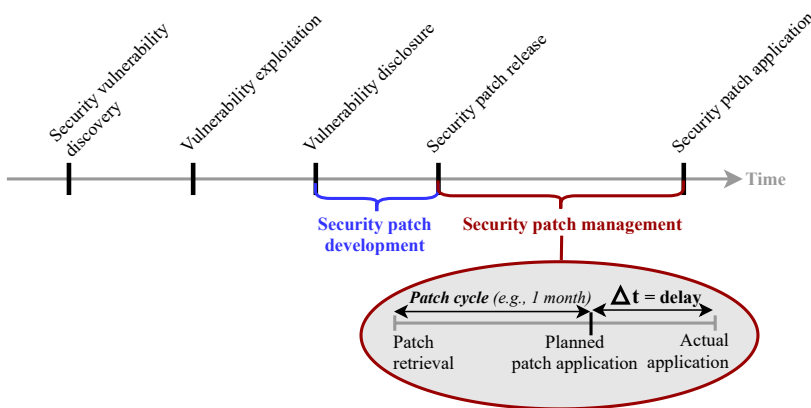 Security vulnerability
discovery
Vulnerability exploitation
Vulnerability disclosure
Security patch release
Security patch application
Time
Security patch
development
Security patch management
Patch cycle (e.g., 1 month)
Δt = delay
Patch
retrieval
Planned
patch application
Actual
application